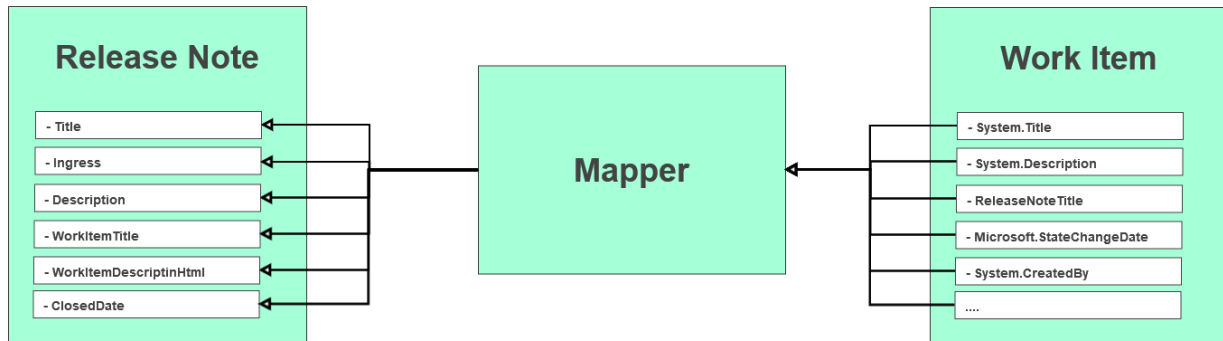 Release Note
- Title
- Ingress
- Description
- WorkItemTitle
- WorkItemDescriptinHtml
- ClosedDate
Mapper
Work Item
- System.Title
- System.Description
- ReleaseNoteTitle
- Microsoft.StateChangeDate
- System.CreatedBy
....